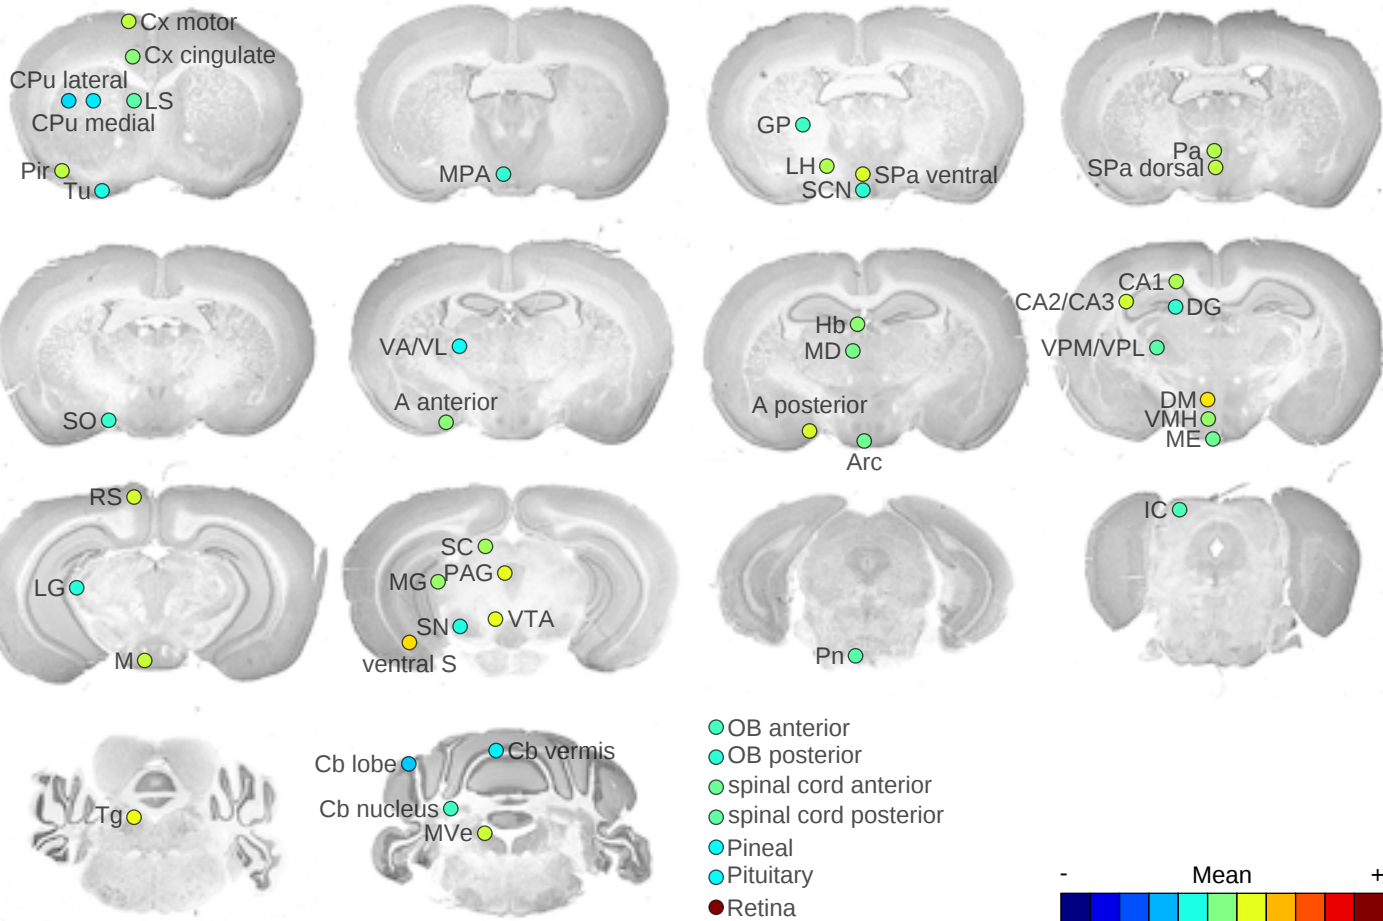 Cx motor
Cx cingulate
CPu lateral
LS
CPu medial
Pir
Tu
MPA
GP
LH
SPa ventral
SCN
Pa
SPa dorsal
SO
VA/VL
A anterior
Hb
MD
A posterior
Arc
CA1
CA2/CA3
DG
VPM/VPL
DM
VMH
ME
RS
LG
M
SC
MG
PAG
SN
VTA
ventral S
Pn
IC
Tg
Cb lobe
Cb vermis
Cb nucleus
MVe
OB anterior
OB posterior
spinal cord anterior
spinal cord posterior
Pineal
Pituitary
Retina
- Mean +